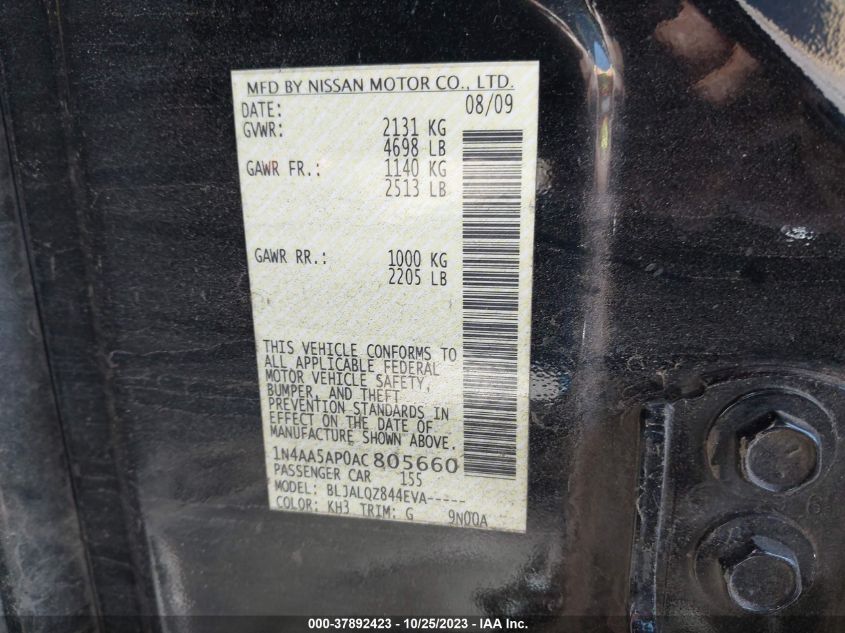 MFD BY NISSAN MOTOR CO., LTD.
DATE: 08/09
GVWR: 2131 KG
4698 LB
GAWR FR.: 1140 KG
2513 LB
GAWR RR.: 1000 KG
2205 LB
THIS VEHICLE CONFORMS TO
ALL APPLICABLE FEDERAL
MOTOR VEHICLE SAFETY,
BUMPER, AND THEFT
PREVENTION STANDARDS IN
EFFECT ON THE DATE OF
MANUFACTURE SHOWN ABOVE.
1N4AA5AP0AC805660
PASSENGER CAR 155
MODEL: BLJALQZ844EVA-----
COLOR: KH3 TRIM: G 9N00A
000-37892423 - 10/25/2023 - IAA Inc.